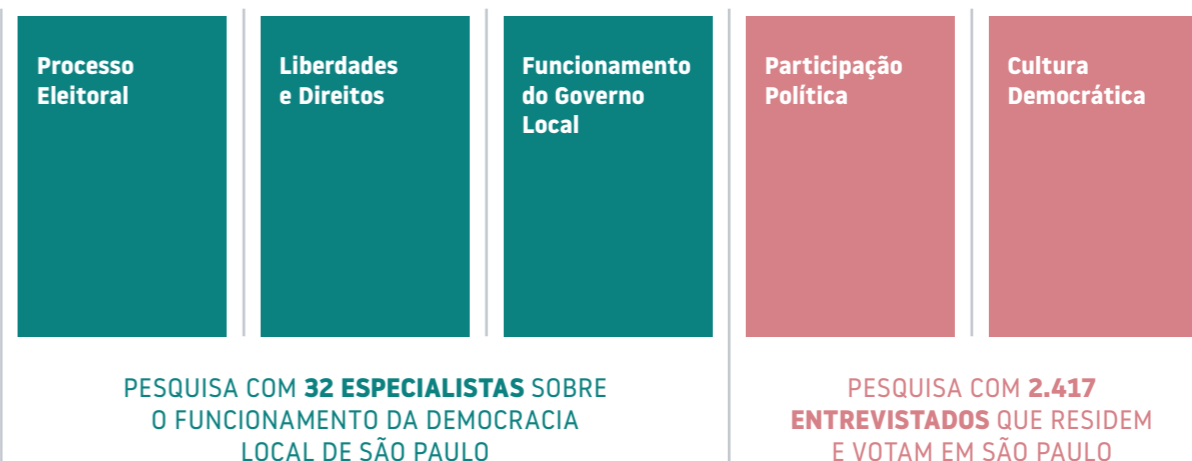 Processo
Eleitoral
Liberdades
e Direitos
Funcionamento
do Governo
Local
Participação
Política
Cultura
Democrática
PESQUISA COM 32 ESPECIALISTAS SOBRE
O FUNCIONAMENTO DA DEMOCRACIA
LOCAL DE SÃO PAULO
PESQUISA COM 2.417
ENTREVISTADOS QUE RESIDEM
E VOTAM EM SÃO PAULO